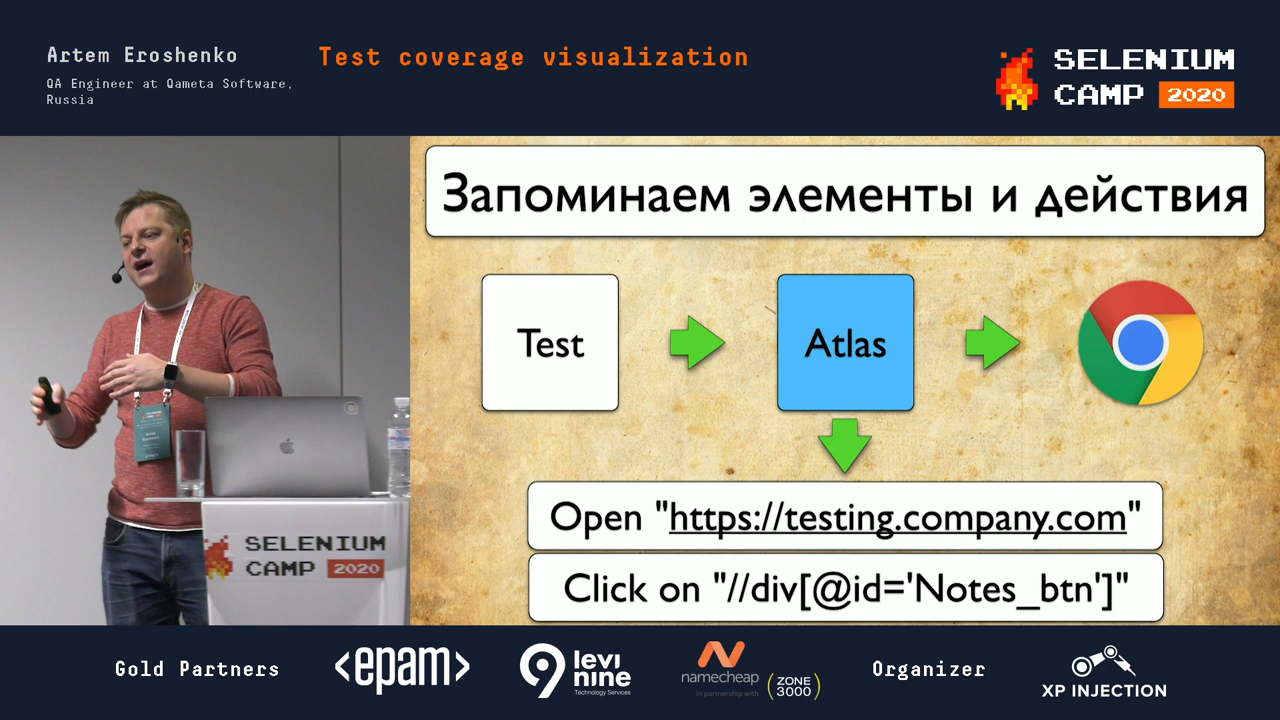 Artem Eroshenko
QA Engineer at Qameta Software,
Russia
Test coverage visualization
SELENIUM
CAMP 2020
Запоминаем элементы и действия
Test
Atlas
Open "https://testing.company.com"
Click on "//div[@id='Notes_btn']"
SELENIUM
CAMP 2020
Gold Partners
<epam>
9 levi
nine
Technology Services
namecheap
in partnership with
ZONE
3000
Organizer
XP INJECTION